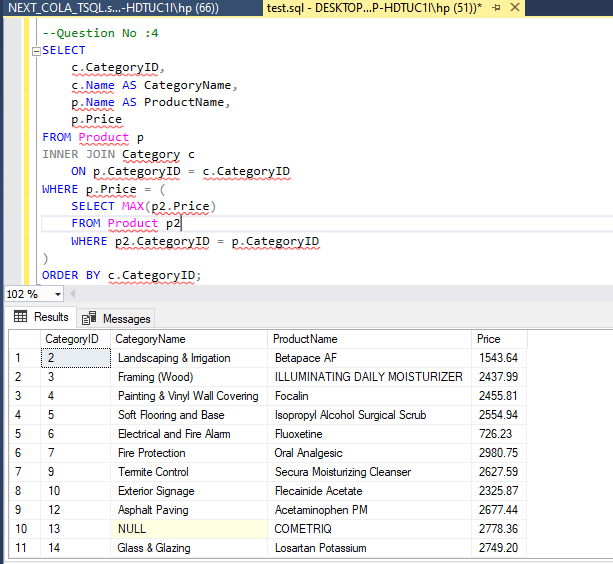 NEXT_COLA_TSQL.s...-HDTUC1I\hp (66))
test.sql - DESKTOP...P-HDTUC1I\hp (51))*
--Question No :4
SELECT
c.CategoryID,
c.Name AS CategoryName,
p.Name AS ProductName,
p.Price
FROM Product p
INNER JOIN Category c
ON p.CategoryID = c.CategoryID
WHERE p.Price = (
SELECT MAX(p2.Price)
FROM Product p2
WHERE p2.CategoryID = p.CategoryID
)
ORDER BY c.CategoryID;
102 %
Results Messages
CategoryID CategoryName ProductName Price
1 2 Landscaping & Irrigation Betapace AF 1543.64
2 3 Framing (Wood) ILLUMINATING DAILY MOISTURIZER 2437.99
3 4 Painting & Vinyl Wall Covering Focalin 2455.81
4 5 Soft Flooring and Base Isopropyl Alcohol Surgical Scrub 2554.94
5 6 Electrical and Fire Alarm Fluoxetine 726.23
6 7 Fire Protection Oral Analgesic 2980.75
7 9 Termite Control Secura Moisturizing Cleanser 2627.59
8 10 Exterior Signage Flecainide Acetate 2325.87
9 12 Asphalt Paving Acetaminophen PM 2677.44
10 13 NULL COMETRIQ 2778.36
11 14 Glass & Glazing Losartan Potassium 2749.20